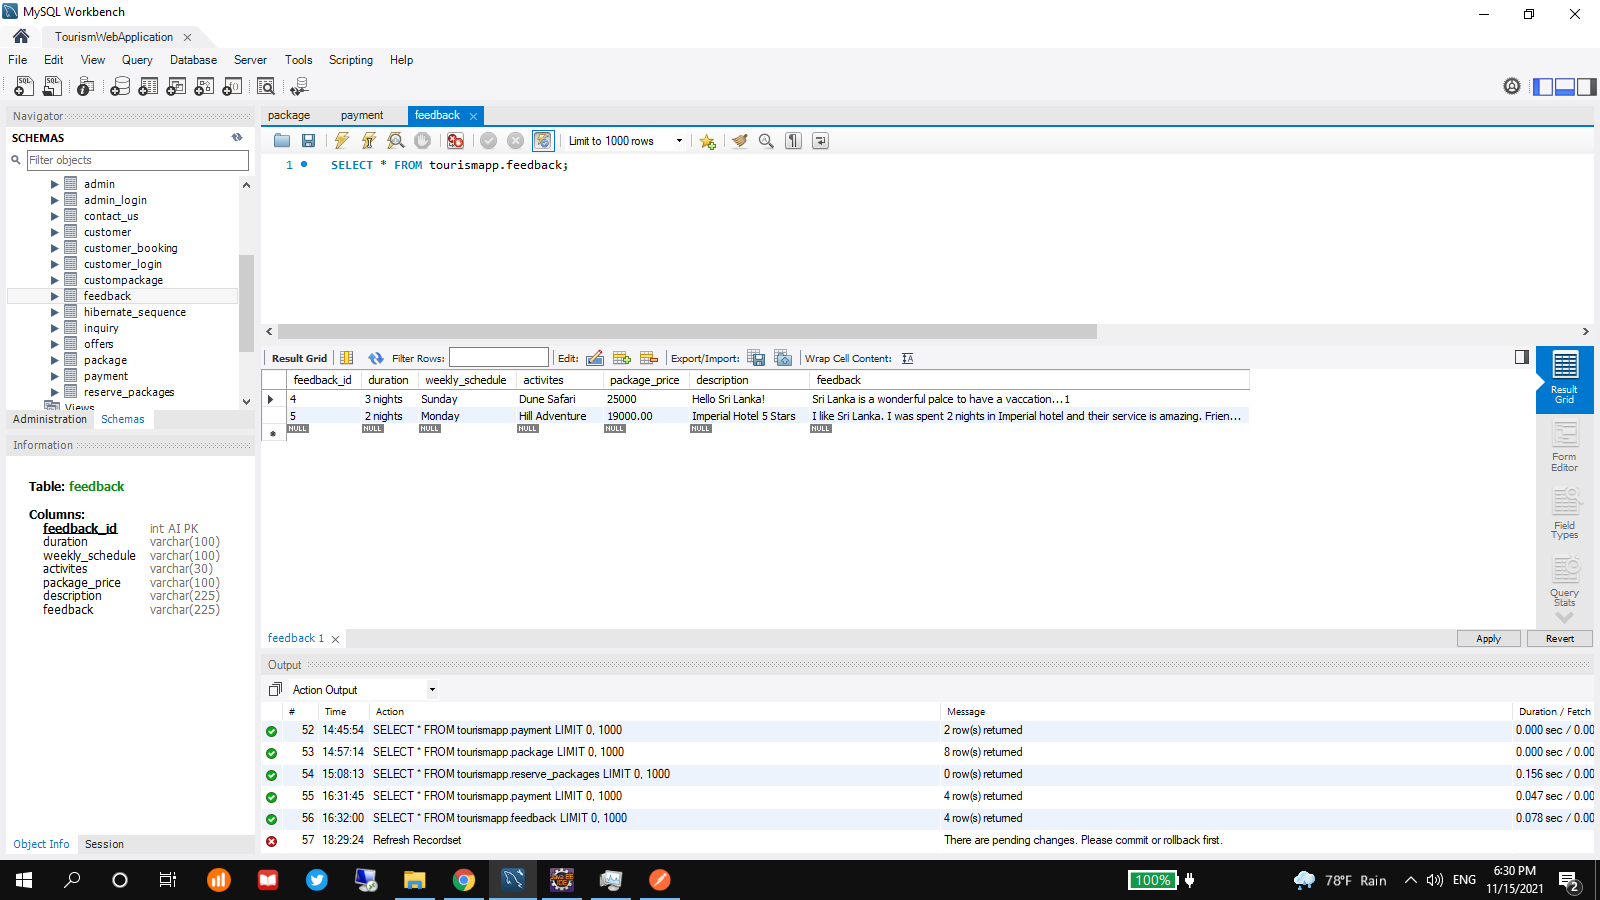 MySQL Workbench
TourismWebApplication
File Edit View Query Database Server Tools Scripting Help
Navigator
SCHEMAS
Filter objects
admin
admin_login
contact_us
customer
customer_booking
customer_login
custompackage
feedback
hibernate_sequence
inquiry
offers
package
payment
reserve_packages
Views
Administration Schemas
Information
Table: feedback
Columns:
feedback_id int AI PK
duration varchar(100)
weekly_schedule varchar(100)
activites varchar(30)
package_price varchar(100)
description varchar(225)
feedback varchar(225)
Object Info Session
package payment feedback
Limit to 1000 rows
1 SELECT * FROM tourismapp.feedback;
Result Grid Filter Rows: Edit: Export/Import: Wrap Cell Content:
feedback_id duration weekly_schedule activites package_price description feedback
4 3 nights Sunday Dune Safari 25000 Hello Sri Lanka! Sri Lanka is a wonderful palce to have a vaccation...1
5 2 nights Monday Hill Adventure 19000.00 Imperial Hotel 5 Stars I like Sri Lanka. I was spent 2 nights in Imperial hotel and their service is amazing. Frien...
NULL NULL NULL NULL NULL NULL NULL
Result
Grid
Form
Editor
Field
Types
Query
Stats
feedback 1
Apply Revert
Output
Action Output
# Time Action Message Duration / Fetch
52 14:45:54 SELECT * FROM tourismapp.payment LIMIT 0, 1000 2 row(s) returned 0.000 sec / 0.00
53 14:57:14 SELECT * FROM tourismapp.package LIMIT 0, 1000 8 row(s) returned 0.000 sec / 0.00
54 15:08:13 SELECT * FROM tourismapp.reserve_packages LIMIT 0, 1000 0 row(s) returned 0.156 sec / 0.00
55 16:31:45 SELECT * FROM tourismapp.payment LIMIT 0, 1000 4 row(s) returned 0.047 sec / 0.00
56 16:32:00 SELECT * FROM tourismapp.feedback LIMIT 0, 1000 4 row(s) returned 0.078 sec / 0.00
57 18:29:24 Refresh Recordset There are pending changes. Please commit or rollback first.
100% 78°F Rain ENG
6:30 PM
11/15/2021
2